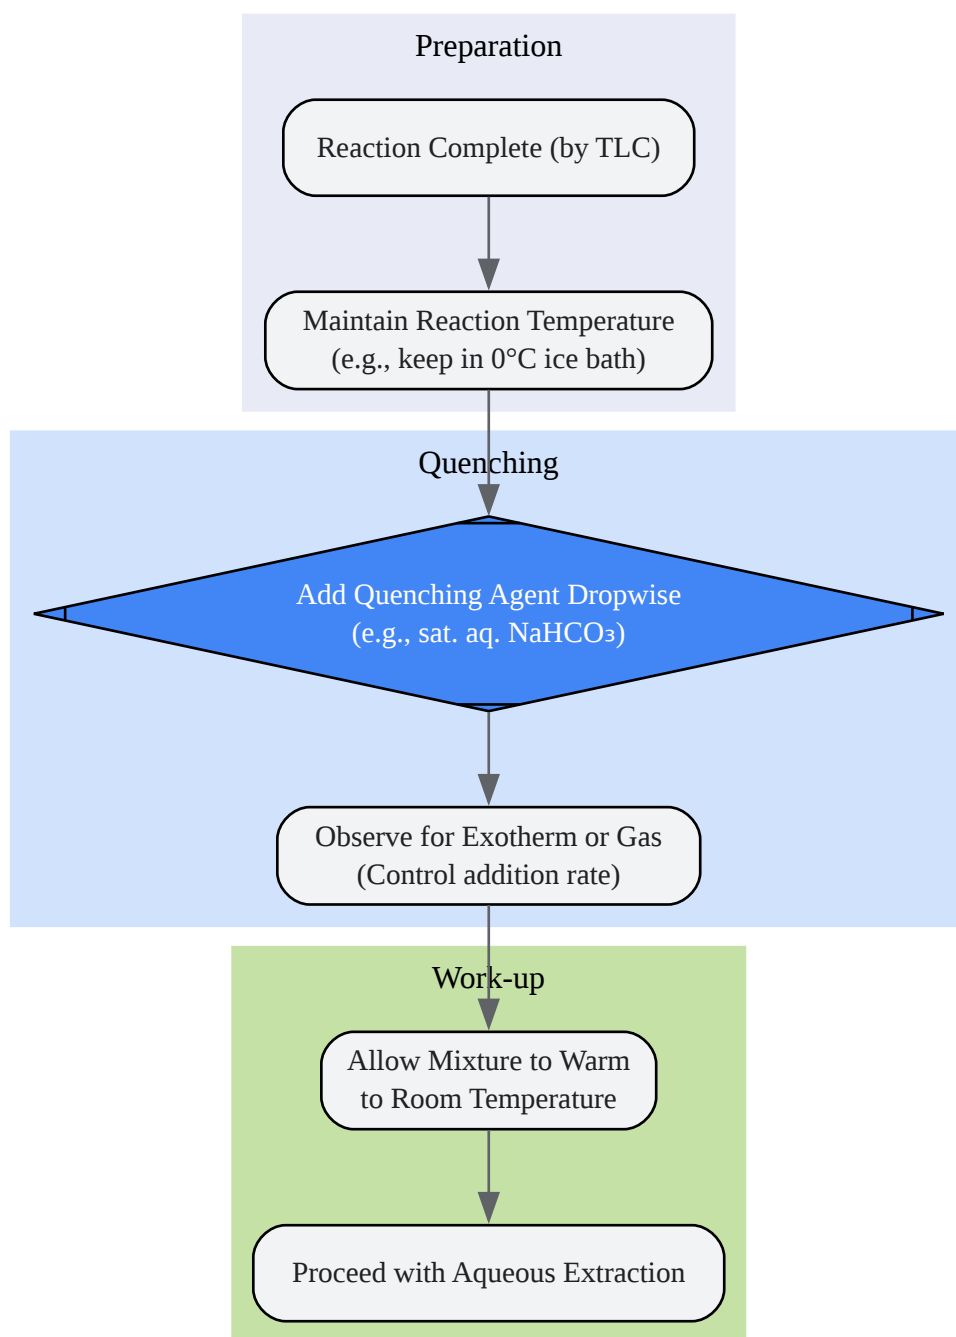 Preparation
Reaction Complete (by TLC)
Maintain Reaction Temperature
(e.g., keep in 0°C ice bath)
Quenching
Add Quenching Agent Dropwise
(e.g., sat. aq. NaHCO₃)
Observe for Exotherm or Gas
(Control addition rate)
Work-up
Allow Mixture to Warm
to Room Temperature
Proceed with Aqueous Extraction